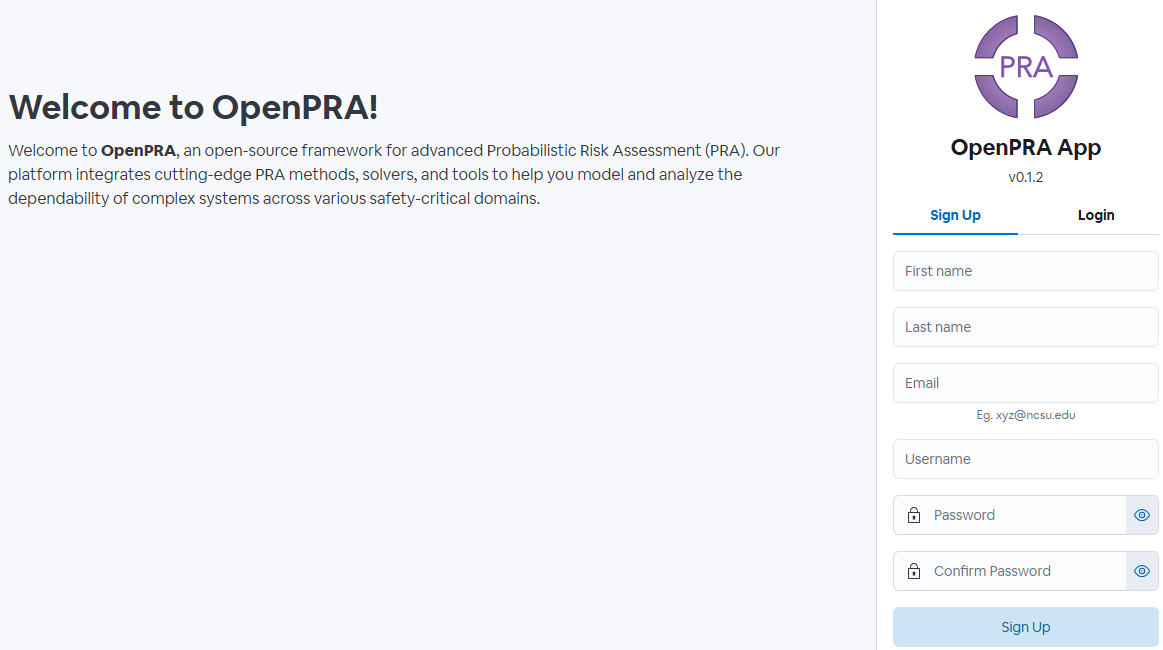 Welcome to OpenPRA!
Welcome to OpenPRA, an open-source framework for advanced Probabilistic Risk Assessment (PRA). Our
platform integrates cutting-edge PRA methods, solvers, and tools to help you model and analyze the
dependability of complex systems across various safety-critical domains.
PRA
OpenPRA App
v0.1.2
Sign Up Login
First name
Last name
Email
Eg. xyz@ncsu.edu
Username
Password
Confirm Password
Sign Up